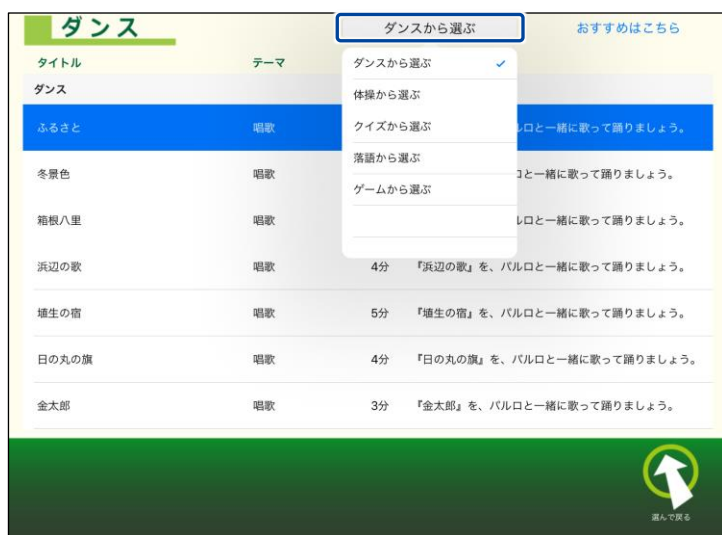 ダンス
ダンスから選ぶ
おすすめはこちら
タイトル
テーマ
ダンスから選ぶ ✓
体操から選ぶ
クイズから選ぶ
落語から選ぶ
ゲームから選ぶ
ダンス
ふるさと 唱歌 ルロと一緒に歌って踊りましょう。
冬景色 唱歌 ロと一緒に歌って踊りましょう。
箱根八里 唱歌 ルロと一緒に歌って踊りましょう。
浜辺の歌 唱歌 4分 『浜辺の歌』を、パルロと一緒に歌って踊りましょう。
埴生の宿 唱歌 5分 『埴生の宿』を、パルロと一緒に歌って踊りましょう。
日の丸の旗 唱歌 4分 『日の丸の旗』を、パルロと一緒に歌って踊りましょう。
金太郎 唱歌 3分 『金太郎』を、パルロと一緒に歌って踊りましょう。
選んで戻る